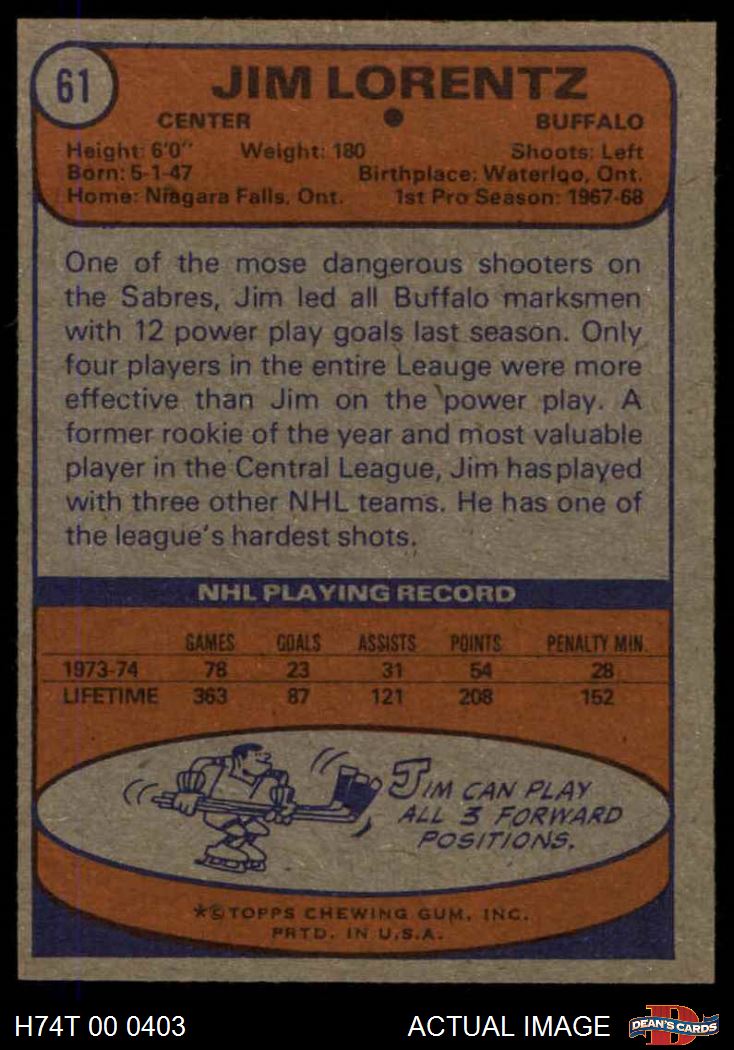 61
JIM LORENTZ
CENTER ● BUFFALO
Height: 6'0" Weight: 180 Shoots: Left
Born: 5-1-47 Birthplace: Waterloo, Ont.
Home: Niagara Falls, Ont. 1st Pro Season: 1967-68
One of the mose dangerous shooters on
the Sabres, Jim led all Buffalo marksmen
with 12 power play goals last season. Only
four players in the entire Leauge were more
effective than Jim on the power play. A
former rookie of the year and most valuable
player in the Central League, Jim has played
with three other NHL teams. He has one of
the league's hardest shots.
NHL PLAYING RECORD
GAMES GOALS ASSISTS POINTS PENALTY MIN.
1973-74 78 23 31 54 28
LIFETIME 363 87 121 208 152
JIM CAN PLAY
ALL 3 FORWARD
POSITIONS.
*©TOPPS CHEWING GUM, INC.
PRTD. IN U.S.A.
H74T 00 0403 ACTUAL IMAGE DEAN'S CARDS